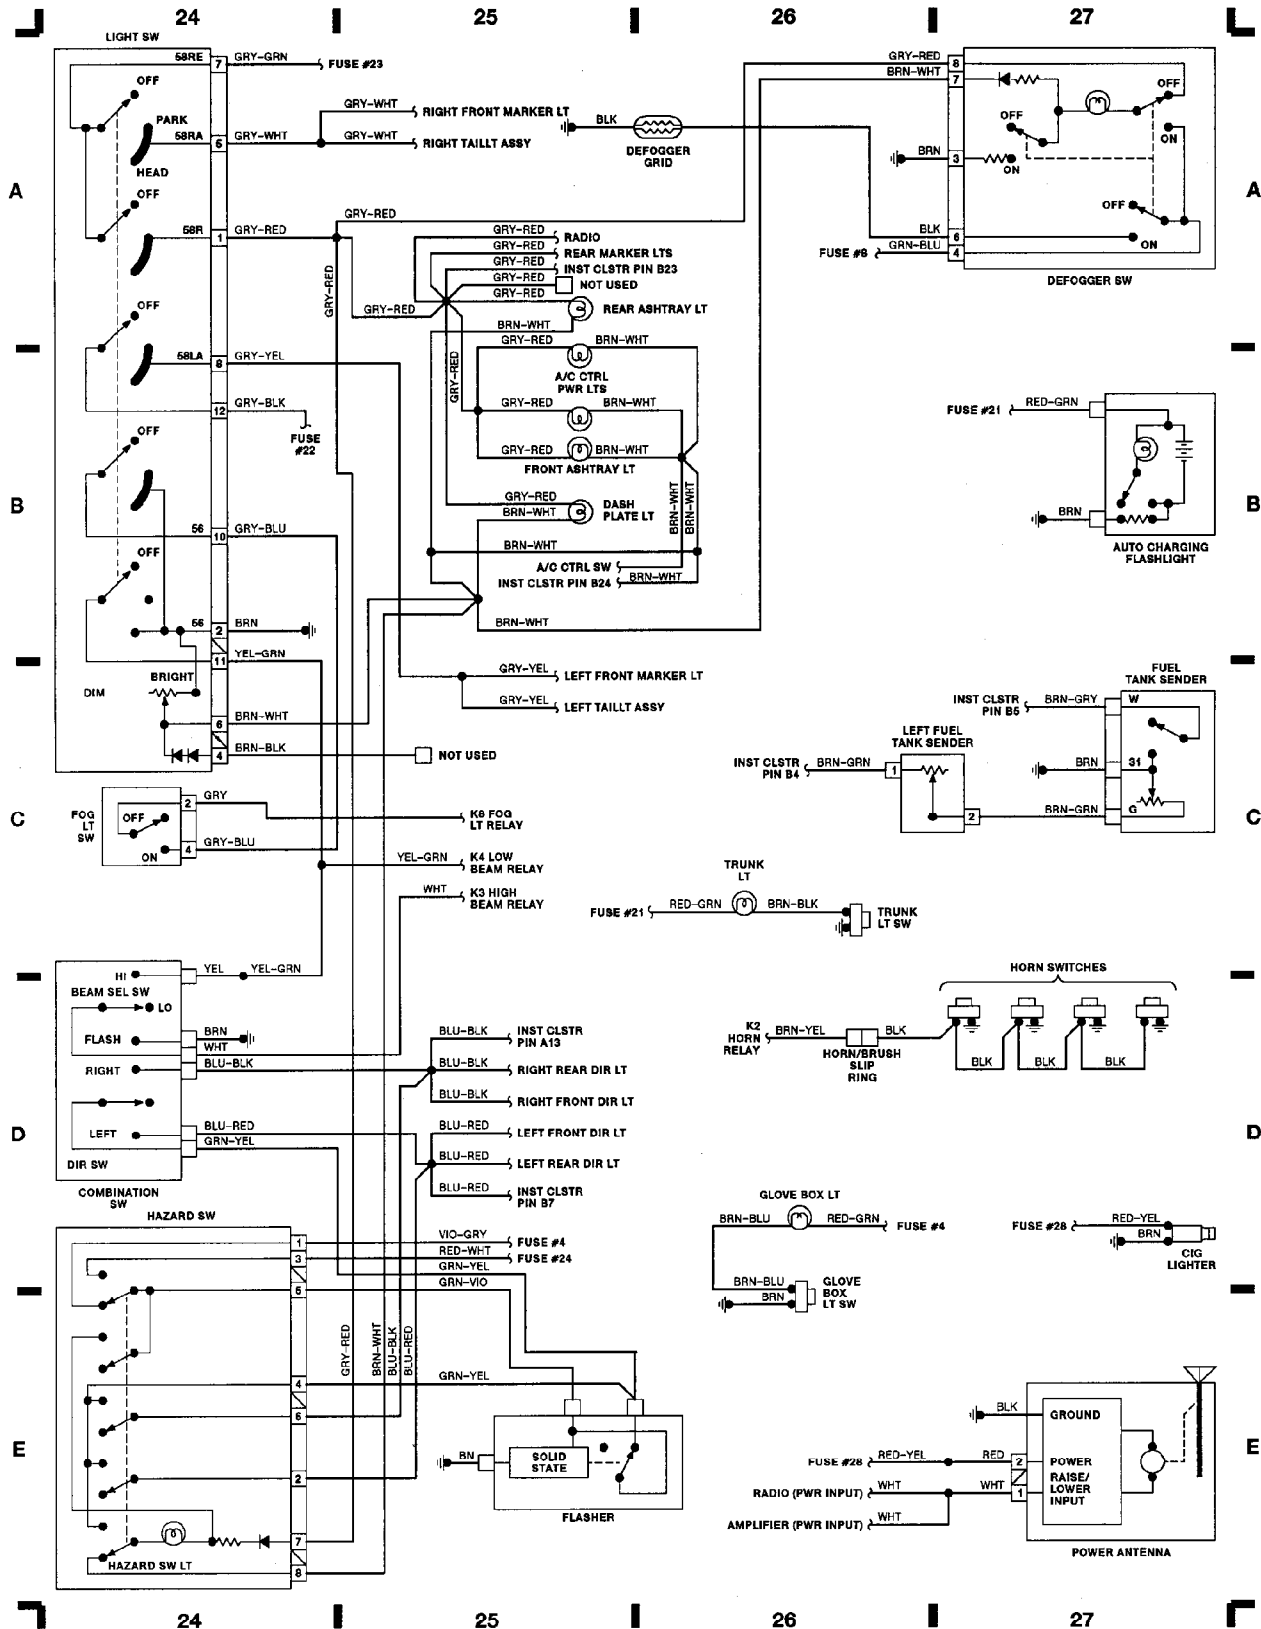 24 25 26 27
LIGHT SW
58RE 7 GRY-GRN FUSE #23
OFF
PARK
58RA 6 GRY-WHT
GRY-WHT RIGHT FRONT MARKER LT
GRY-WHT RIGHT TAILLT ASSY
HEAD
OFF
58R 1 GRY-RED
GRY-RED
GRY-RED
GRY-RED
OFF
58LA 8 GRY-YEL
12 GRY-BLK
FUSE
#22
OFF
56 10 GRY-BLU
OFF
56 2 BRN
11 YEL-GRN
BRIGHT
DIM
6 BRN-WHT
4 BRN-BLK NOT USED
BLK
DEFOGGER
GRID
GRY-RED RADIO
GRY-RED REAR MARKER LTS
GRY-RED INST CLSTR PIN B23
GRY-RED NOT USED
GRY-RED REAR ASHTRAY LT
BRN-WHT
GRY-RED BRN-WHT
A/C CTRL
PWR LTS
GRY-RED
GRY-RED BRN-WHT
GRY-RED BRN-WHT
FRONT ASHTRAY LT
GRY-RED
BRN-WHT
DASH
PLATE LT
BRN-WHT
BRN-WHT
BRN-WHT
A/C CTRL SW
INST CLSTR PIN B24 BRN-WHT
BRN-WHT
GRY-YEL LEFT FRONT MARKER LT
GRY-YEL LEFT TAILLT ASSY
GRY-RED 8
BRN-WHT 7
OFF
OFF
ON
BRN 3
ON
OFF
BLK 6
ON
FUSE #8 GRN-BLU 4
DEFOGGER SW
A A
FUSE #21 RED-GRN
BRN
AUTO CHARGING
FLASHLIGHT
B B
FUEL
TANK SENDER
INST CLSTR
PIN B5
BRN-GRY W
BRN 31
BRN-GRN G
LEFT FUEL
TANK SENDER
INST CLSTR
PIN B4
BRN-GRN 1
2
C C
FOG
LT
SW
OFF
ON
2 GRY
4 GRY-BLU
K6 FOG
LT RELAY
YEL-GRN K4 LOW
BEAM RELAY
WHT K3 HIGH
BEAM RELAY
TRUNK
LT
FUSE #21 RED-GRN BRN-BLK TRUNK
LT SW
HI YEL YEL-GRN
BEAM SEL SW
LO
FLASH BRN
WHT
RIGHT BLU-BLK
LEFT BLU-RED
GRN-YEL
DIR SW
COMBINATION
SW
BLU-BLK INST CLSTR
PIN A13
BLU-BLK RIGHT REAR DIR LT
BLU-BLK RIGHT FRONT DIR LT
BLU-RED LEFT FRONT DIR LT
BLU-RED LEFT REAR DIR LT
BLU-RED INST CLSTR
PIN B7
HORN SWITCHES
K2
HORN
RELAY
BRN-YEL BLK
HORN/BRUSH
SLIP
RING
BLK BLK BLK
D D
HAZARD SW
1 VIO-GRY FUSE #4
3 RED-WHT FUSE #24
GRN-YEL
5 GRN-VIO
GRY-RED
BRN-WHT
BLU-BLK
BLU-RED
4 GRN-YEL
6
2
7
8
HAZARD SW LT
BN
SOLID
STATE
FLASHER
GLOVE BOX LT
BRN-BLU RED-GRN FUSE #4
BRN-BLU
BRN
GLOVE
BOX
LT SW
FUSE #28 RED-YEL
BRN
CIG
LIGHTER
BLK GROUND
FUSE #28 RED-YEL RED 2 POWER
RADIO (PWR INPUT) WHT WHT 1 RAISE/
LOWER
INPUT
AMPLIFIER (PWR INPUT) WHT
POWER ANTENNA
E E
24 25 26 27